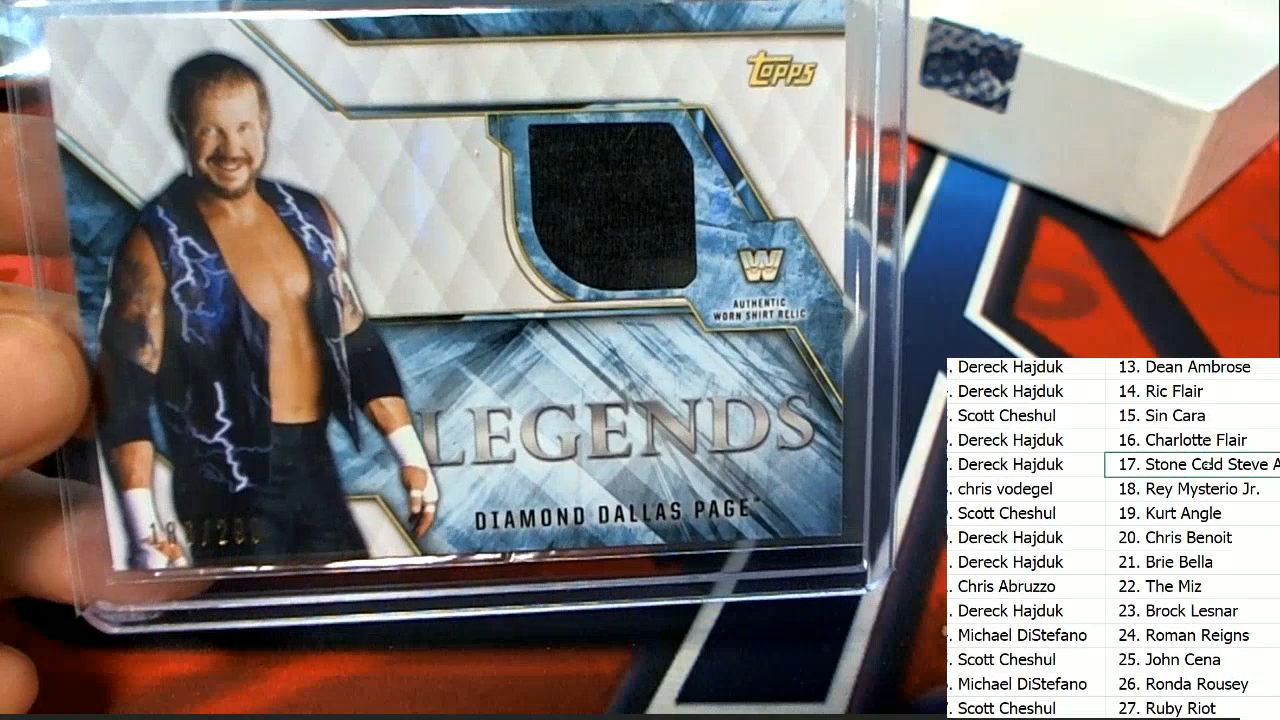 topps
W
AUTHENTIC
WORN SHIRT RELIC
LEGENDS
DIAMOND DALLAS PAGE™
. Dereck Hajduk 13. Dean Ambrose
. Dereck Hajduk 14. Ric Flair
. Scott Cheshul 15. Sin Cara
. Dereck Hajduk 16. Charlotte Flair
. Dereck Hajduk 17. Stone Cold Steve A
. chris vodegel 18. Rey Mysterio Jr.
. Scott Cheshul 19. Kurt Angle
. Dereck Hajduk 20. Chris Benoit
. Dereck Hajduk 21. Brie Bella
. Chris Abruzzo 22. The Miz
. Dereck Hajduk 23. Brock Lesnar
. Michael DiStefano 24. Roman Reigns
. Scott Cheshul 25. John Cena
. Michael DiStefano 26. Ronda Rousey
. Scott Cheshul 27. Ruby Riot